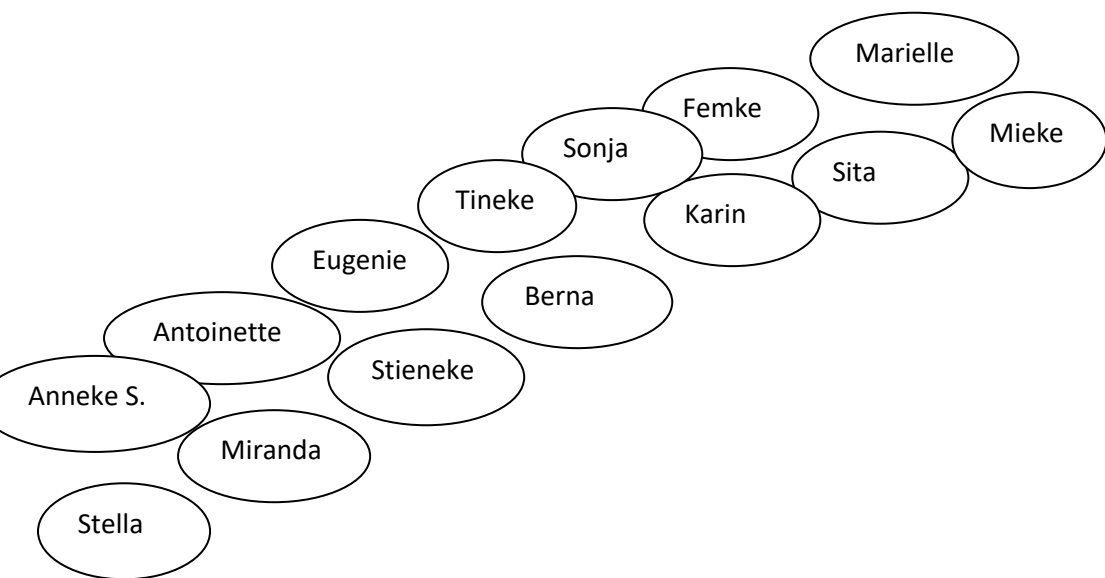 Marielle
Femke
Mieke
Sonja
Sita
Tineke
Karin
Eugenie
Berna
Antoinette
Stieneke
Anneke S.
Miranda
Stella